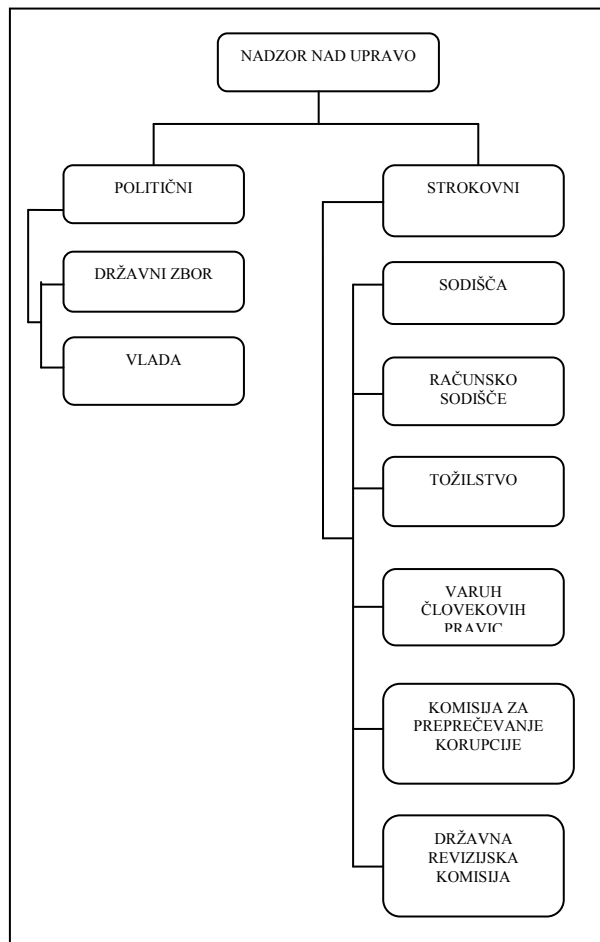 NADZOR NAD UPRAVO
POLITIČNI
DRŽAVNI ZBOR
VLADA
STROKOVNI
SODIŠČA
RAČUNSKO
SODIŠČE
TOŽILSTVO
VARUH
ČLOVEKOVIH
PRAVIC
KOMISIJA ZA
PREPREČEVANJE
KORUPCIJE
DRŽAVNA
REVIZIJSKA
KOMISIJA